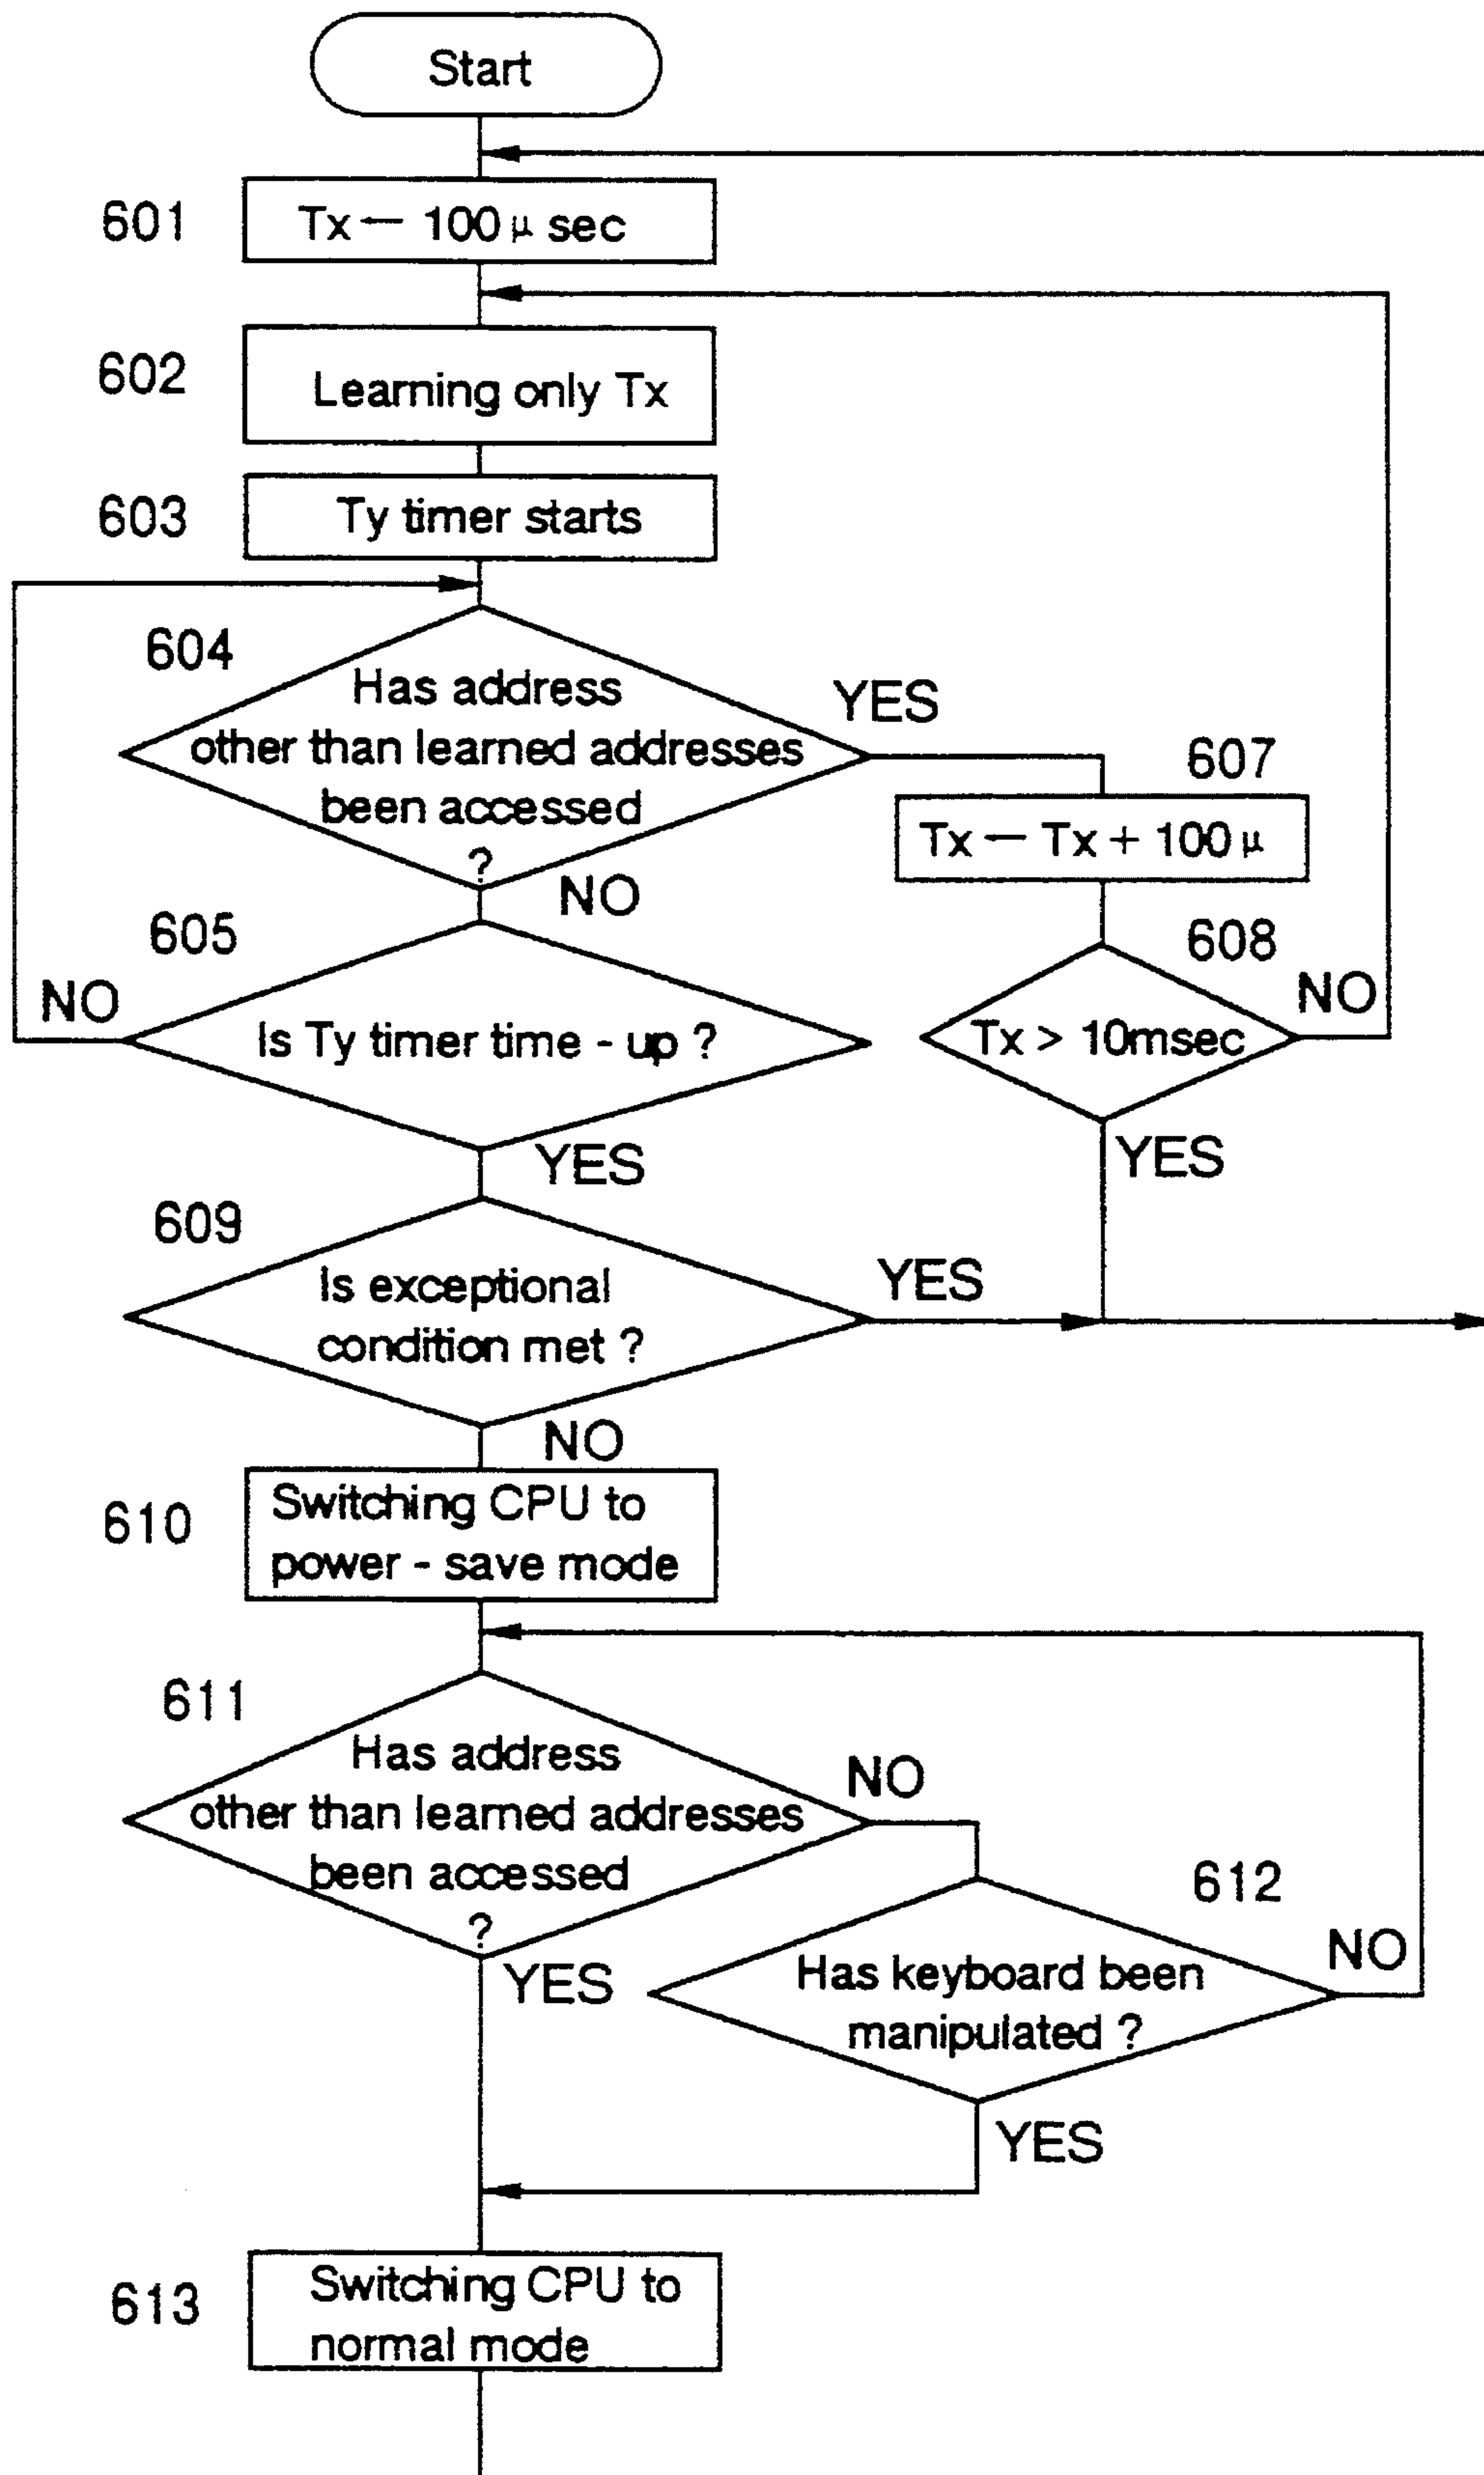 Start
601
Tx ← 100 μ sec
602
Learning only Tx
603
Ty timer starts
604
Has address
other than learned addresses
been accessed
?
YES
NO
607
Tx ← Tx + 100 μ
605
Is Ty timer time - up ?
NO
YES
608
Tx > 10msec
NO
YES
609
Is exceptional
condition met ?
YES
NO
610
Switching CPU to
power - save mode
611
Has address
other than learned addresses
been accessed
?
NO
YES
612
Has keyboard been
manipulated ?
NO
YES
613
Switching CPU to
normal mode